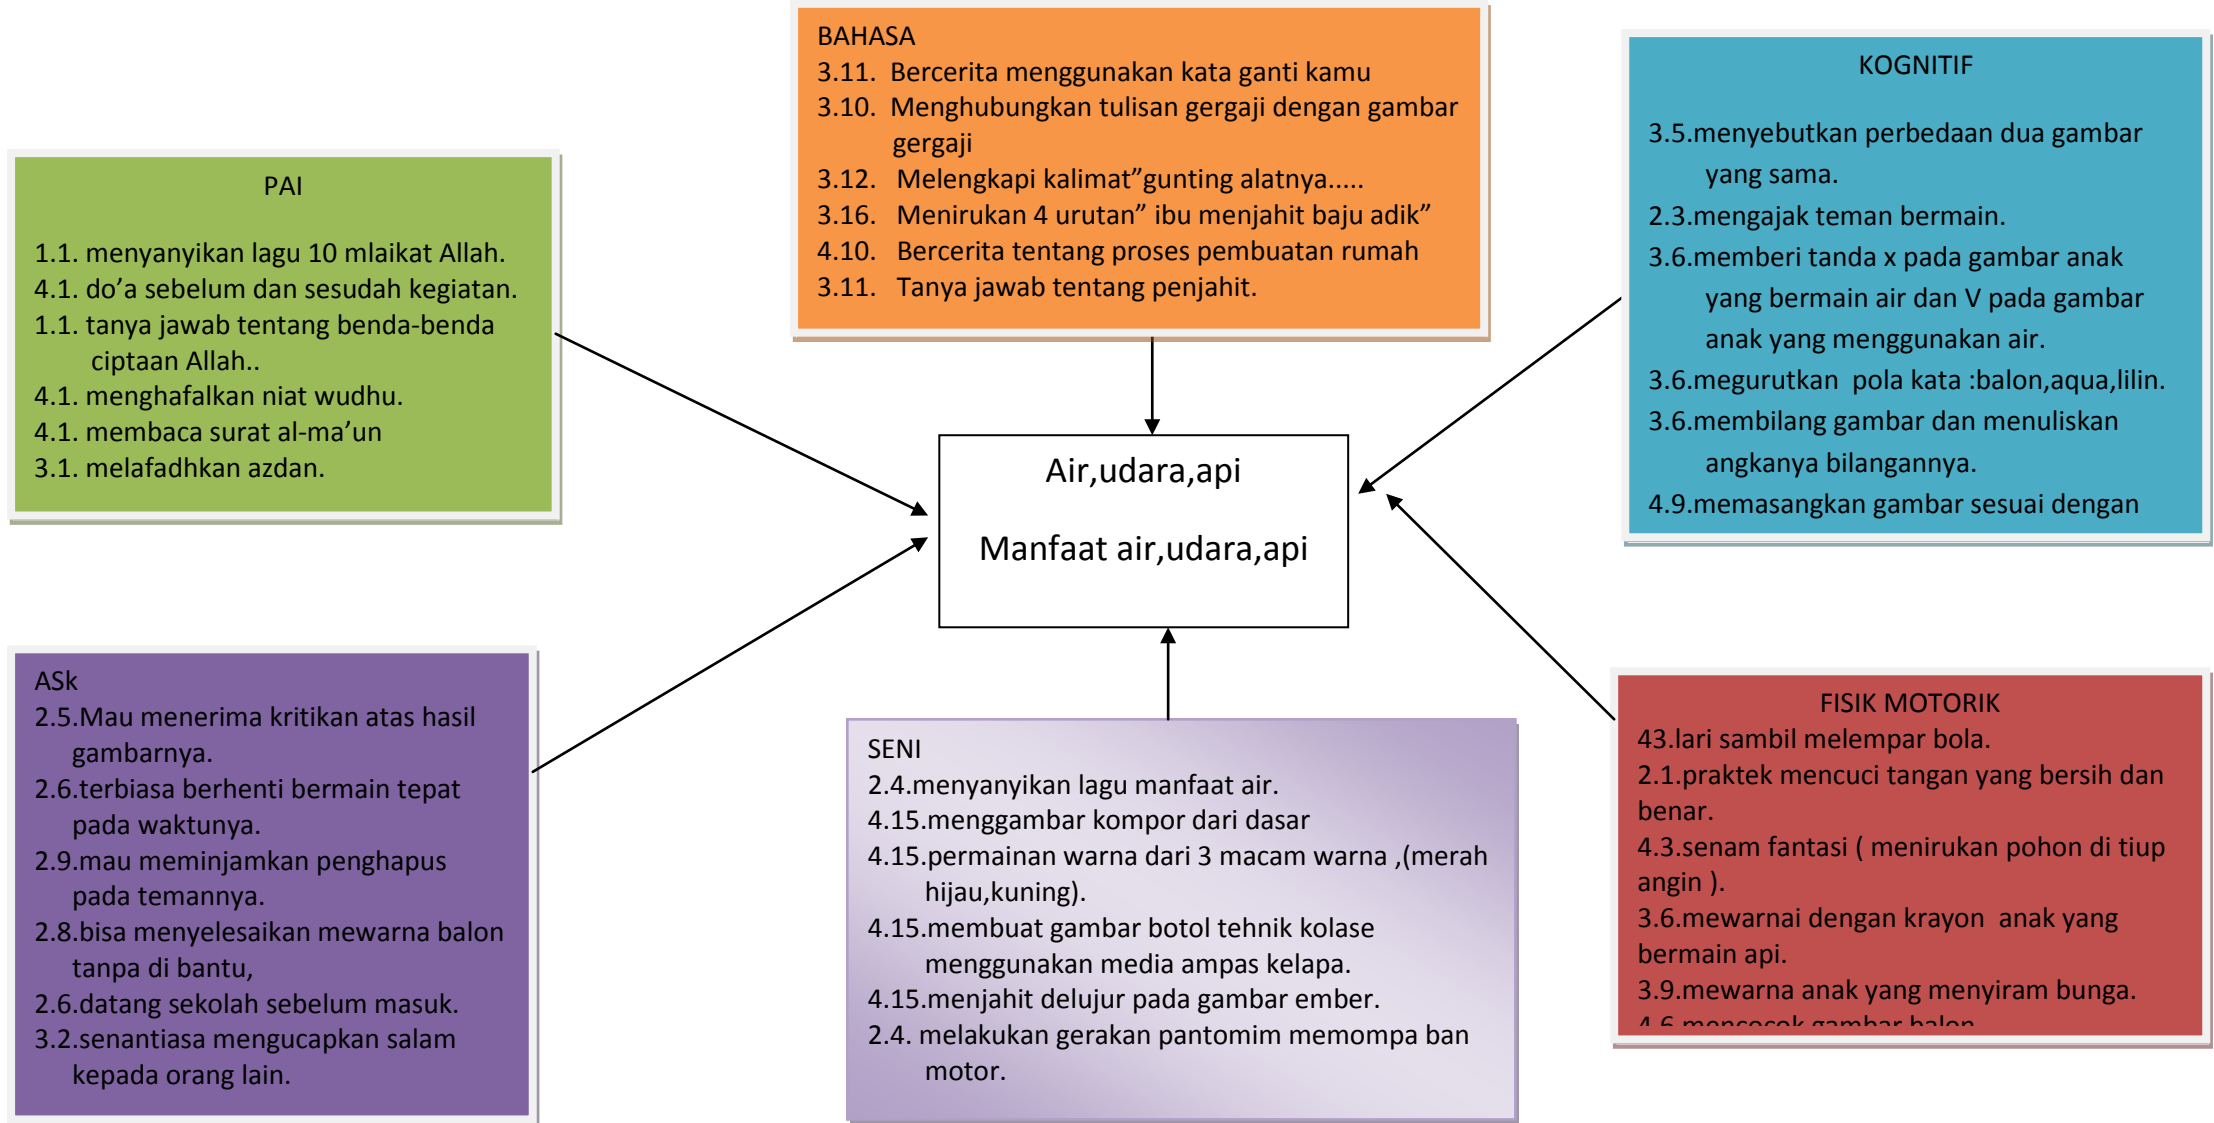 BAHASA
3.11. Bercerita menggunakan kata ganti kamu
3.10. Menghubungkan tulisan gergaji dengan gambar
gergaji
3.12. Melengkapi kalimat”gunting alatnya.....
3.16. Menirukan 4 urutan” ibu menjahit baju adik”
4.10. Bercerita tentang proses pembuatan rumah
3.11. Tanya jawab tentang penjahit.
KOGNITIF
3.5.menyebutkan perbedaan dua gambar
yang sama.
2.3.mengajak teman bermain.
3.6.memberi tanda x pada gambar anak
yang bermain air dan V pada gambar
anak yang menggunakan air.
3.6.megurutkan pola kata :balon,aqua,lilin.
3.6.membilang gambar dan menuliskan
angkanya bilangannya.
4.9.memasangkan gambar sesuai dengan
PAI
1.1. menyanyikan lagu 10 mlaikat Allah.
4.1. do’a sebelum dan sesudah kegiatan.
1.1. tanya jawab tentang benda-benda
ciptaan Allah..
4.1. menghafalkan niat wudhu.
4.1. membaca surat al-ma’un
3.1. melafadhkan azdan.
Air,udara,api
Manfaat air,udara,api
ASk
2.5.Mau menerima kritikan atas hasil
gambarnya.
2.6.terbiasa berhenti bermain tepat
pada waktunya.
2.9.mau meminjamkan penghapus
pada temannya.
2.8.bisa menyelesaikan mewarna balon
tanpa di bantu,
2.6.datang sekolah sebelum masuk.
3.2.senantiasa mengucapkan salam
kepada orang lain.
SENI
2.4.menyanyikan lagu manfaat air.
4.15.menggambar kompor dari dasar
4.15.permainan warna dari 3 macam warna ,(merah
hijau,kuning).
4.15.membuat gambar botol tehnik kolase
menggunakan media ampas kelapa.
4.15.menjahit delujur pada gambar ember.
2.4. melakukan gerakan pantomim memompa ban
motor.
FISIK MOTORIK
43.lari sambil melempar bola.
2.1.praktek mencuci tangan yang bersih dan
benar.
4.3.senam fantasi ( menirukan pohon di tiup
angin ).
3.6.mewarnai dengan krayon anak yang
bermain api.
3.9.mewarna anak yang menyiram bunga.
4.6.mencocok gambar balon